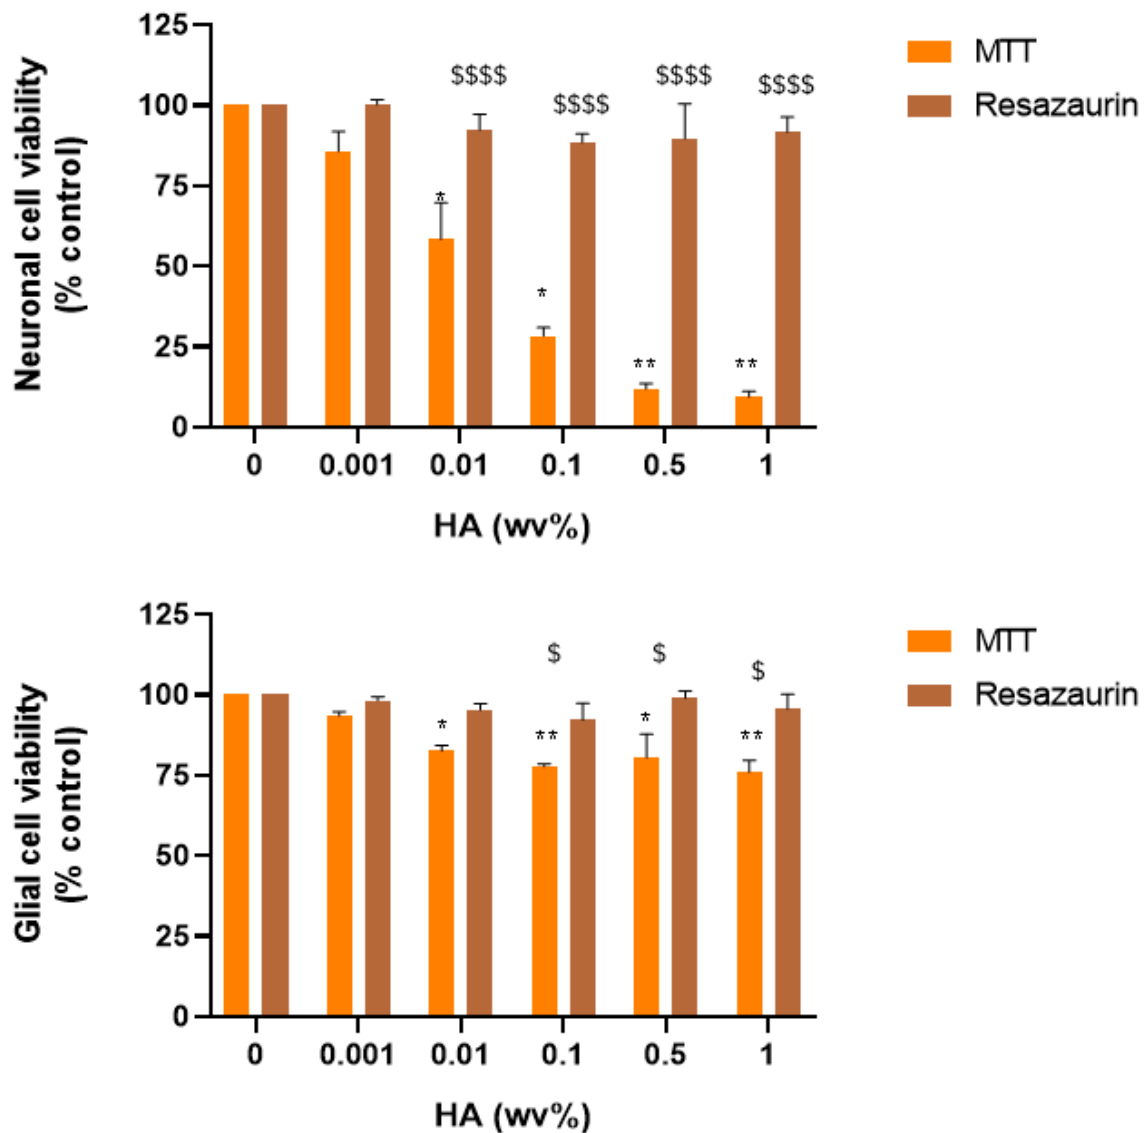 Neuronal cell viability
(% control)
125
100
75
50
25
0
$$$$
$$$$
$$$$
$$$$
*
*
**
**
0 0.001 0.01 0.1 0.5 1
HA (wv%)
MTT
Resazaurin
Glial cell viability
(% control)
125
100
75
50
25
0
$ $ $
* ** * **
0 0.001 0.01 0.1 0.5 1
HA (wv%)
MTT
Resazaurin